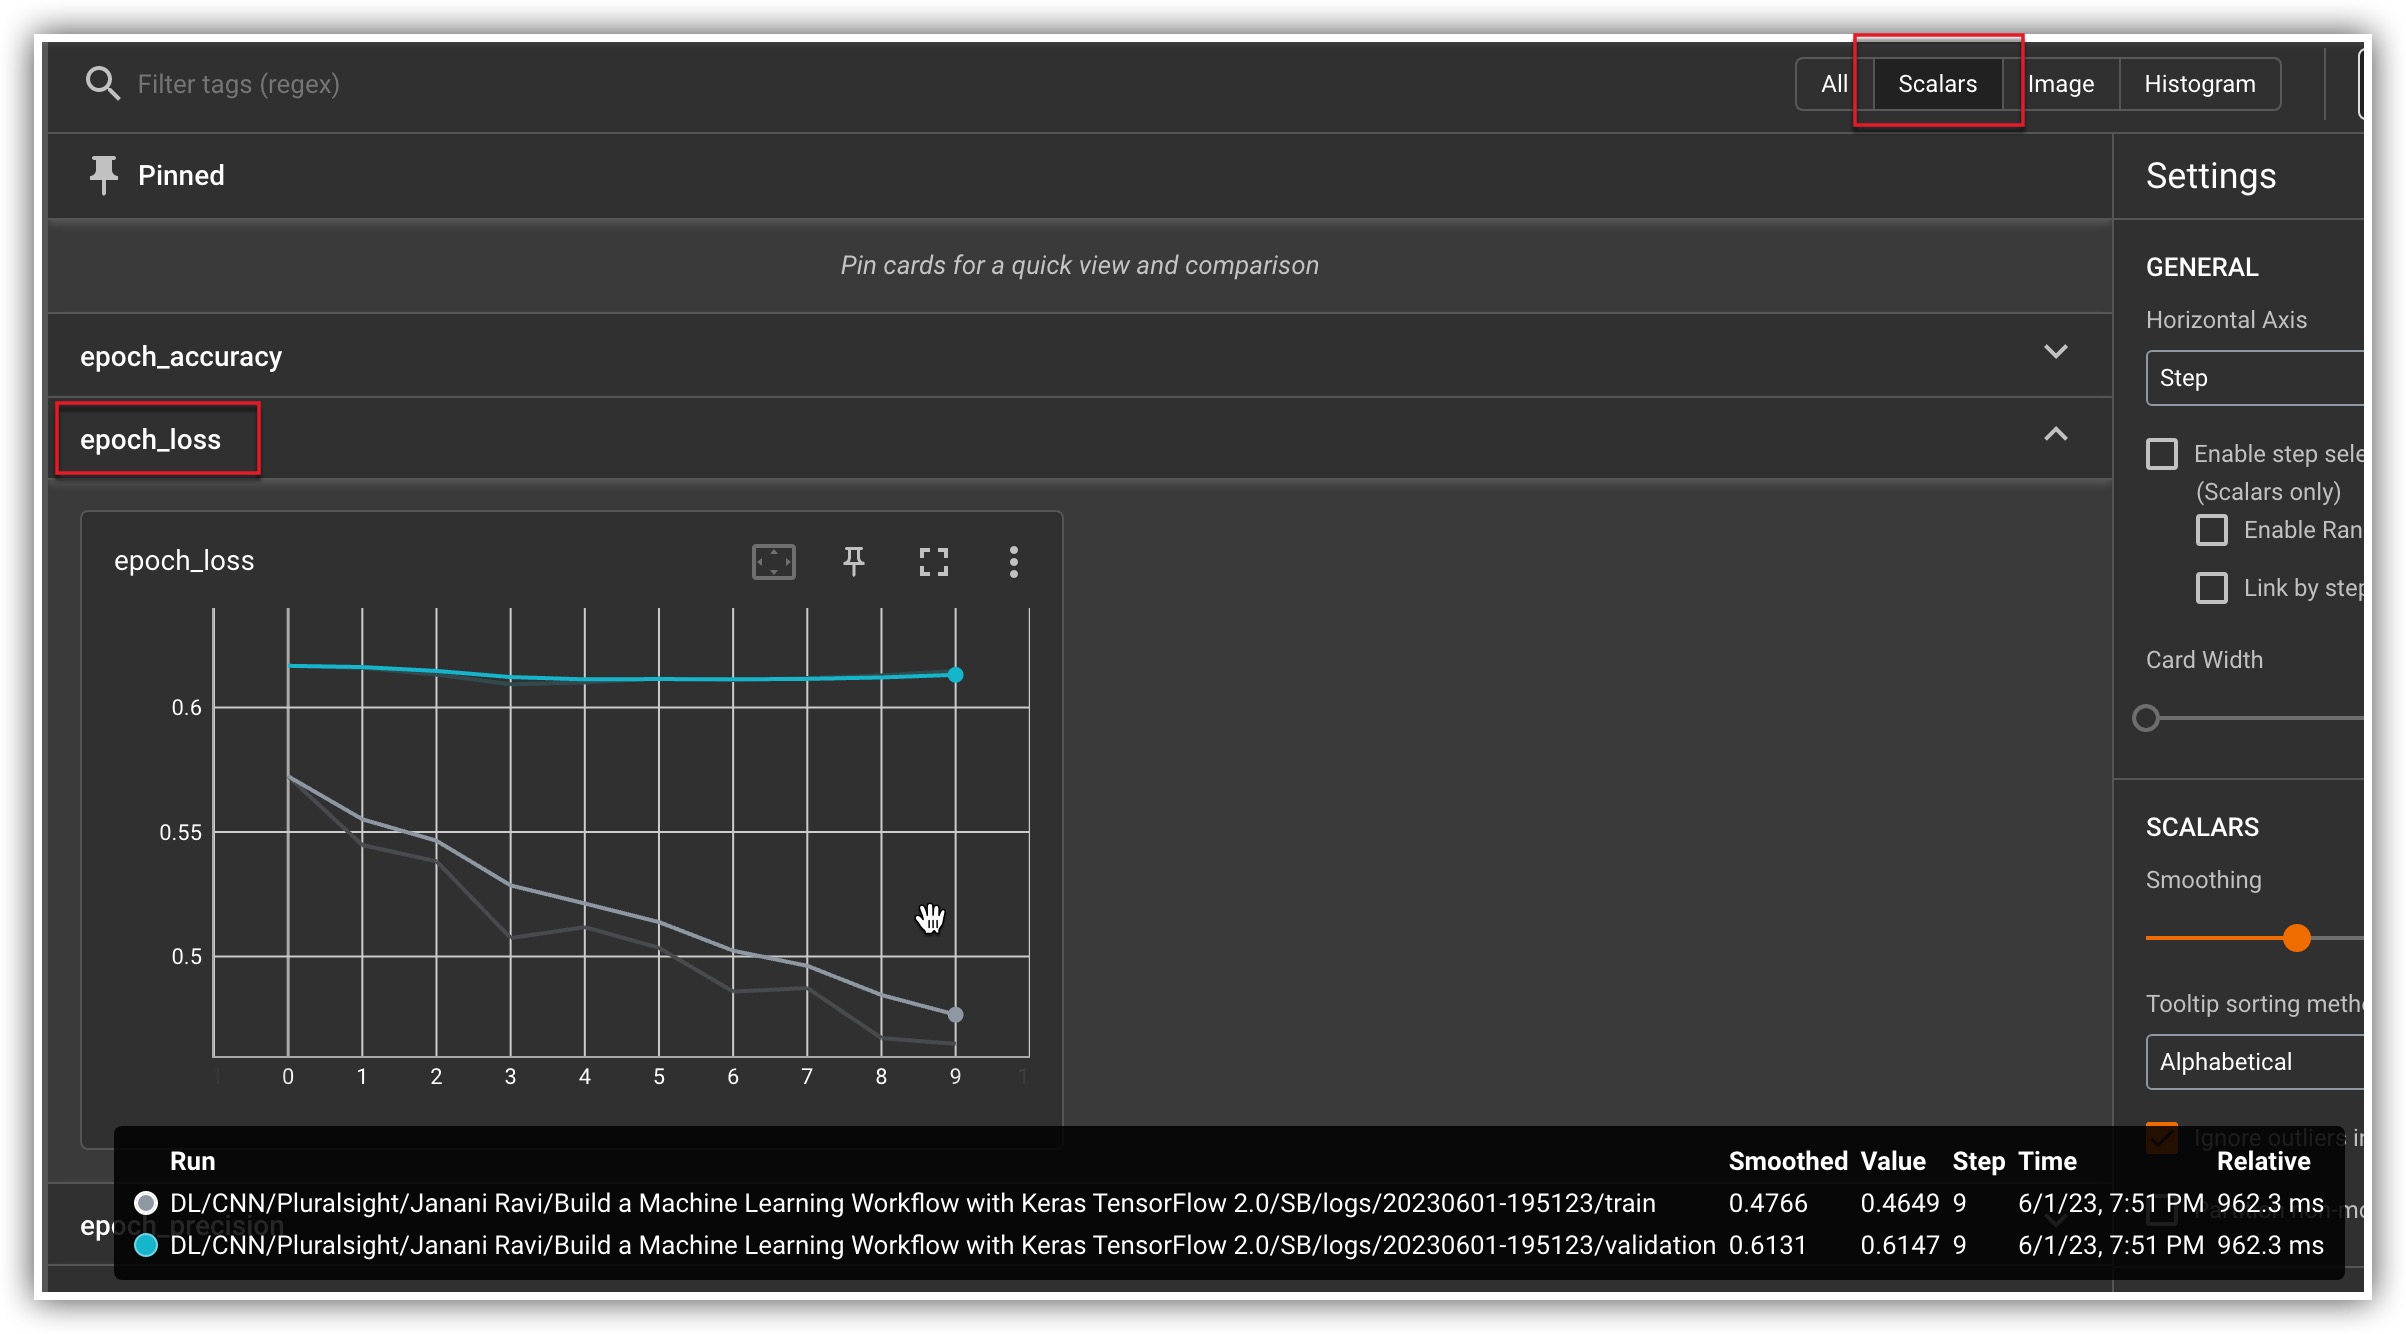 Filter tags (regex)
All Scalars Image Histogram
Pinned
Settings
Pin cards for a quick view and comparison
GENERAL
Horizontal Axis
epoch_accuracy
Step
epoch_loss
Enable step sele
(Scalars only)
Enable Ran
Link by step
epoch_loss
Card Width
0.6
0.55
0.5
0 1 2 3 4 5 6 7 8 9 1
SCALARS
Smoothing
Tooltip sorting meth
Alphabetical
Ignore outliers i
Run Smoothed Value Step Time Relative
DL/CNN/Pluralsight/Janani Ravi/Build a Machine Learning Workflow with Keras TensorFlow 2.0/SB/logs/20230601-195123/train 0.4766 0.4649 9 6/1/23, 7:51 PM 962.3 ms
epoch_precision
DL/CNN/Pluralsight/Janani Ravi/Build a Machine Learning Workflow with Keras TensorFlow 2.0/SB/logs/20230601-195123/validation 0.6131 0.6147 9 6/1/23, 7:51 PM 962.3 ms